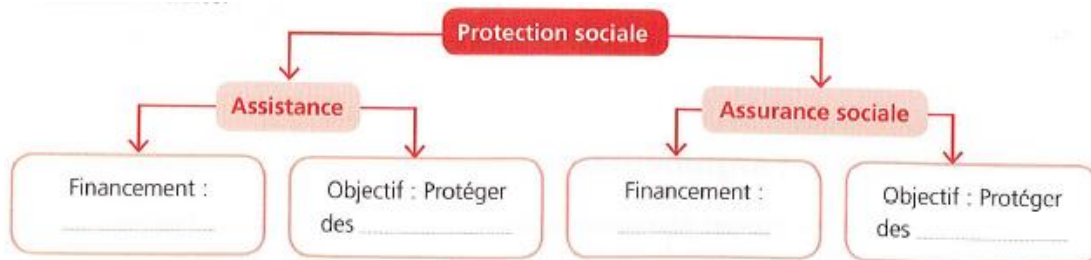 Protection sociale
Assistance
Assurance sociale
Financement :
Objectif : Protéger
des
Financement :
Objectif : Protéger
des